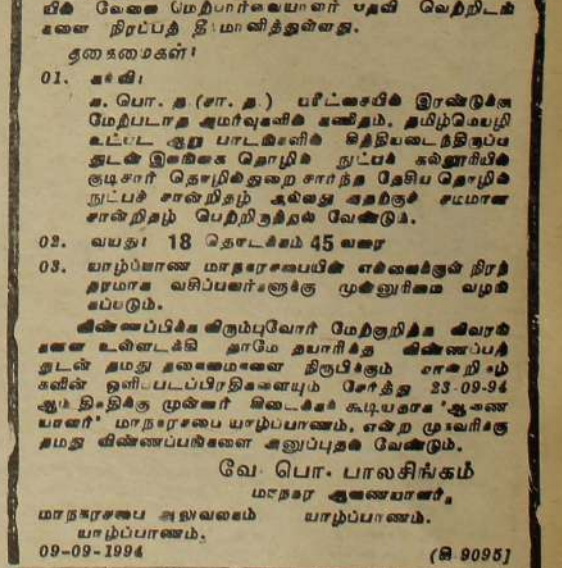 யில் வேலை மேற்பார்வையாளர் பதவி வெற்றிடங்
களை நிரப்பத் தீர்மானித்துள்ளது.
தகைமைகள்:
01. கல்வி:
க. பொ. த (சா. த.) பரீட்சையில் இரண்டுக்கு
மேற்படாத அமர்வுகளில் கணிதம், தமிழ்மொழி
உட்பட ஆறு பாடங்களில் சித்தியடைந்திருப்ப
துடன் இலங்கை தொழில் நுட்பக் கல்லூரியில்
குடிசார் தொழில்துறை சார்ந்த தேசிய தொழில்
நுட்பச் சான்றிதழ் அல்லது அதற்குச் சமமான
சான்றிதழ் பெற்றிருத்தல் வேண்டும்.
02. வயது: 18 தொடக்கம் 45 வரை
03. யாழ்ப்பாண மாநகரசபையின் எல்லைக்குள் நிரந்
தரமாக வசிப்பவர்களுக்கு முன்னுரிமை வழங்
கப்படும்.
விண்ணப்பிக்க விரும்புவோர் மேற்குறித்த விவரங்
களை உள்ளடக்கி தாமே தயாரித்த விண்ணப்பத்
துடன் தமது தகைமைகளை நிரூபிக்கும் சான்றிதழ்
களின் ஒளிப்படப்பிரதிகளையும் சேர்த்து 23-09-94
ஆம் திகதிக்கு முன்னர் கிடைக்கக் கூடியதாக "ஆணை
யாளர்" மாநகரசபை யாழ்ப்பாணம். என்ற முகவரிக்கு
தமது விண்ணப்பங்களை அனுப்புதல் வேண்டும்.
வே. பொ. பாலசிங்கம்
மாநகர ஆணையாளர்,
மாநகரசபை அலுவலகம் யாழ்ப்பாணம்.
யாழ்ப்பாணம்.
09-09-1994 (கி-9095)